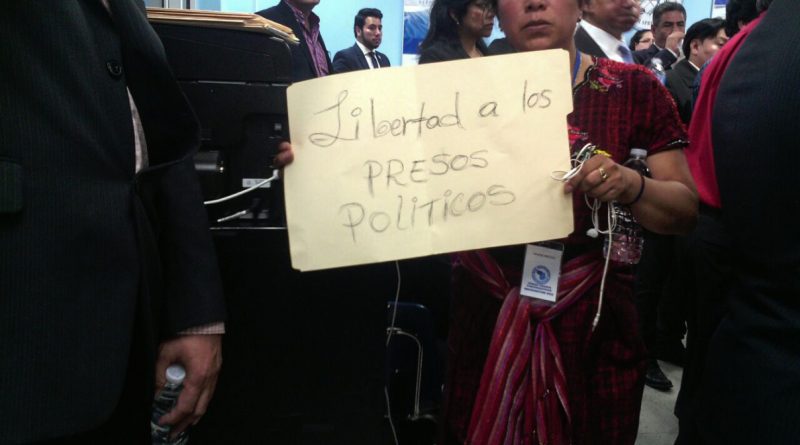 Libertad a los
PRESOS
POLITICOS